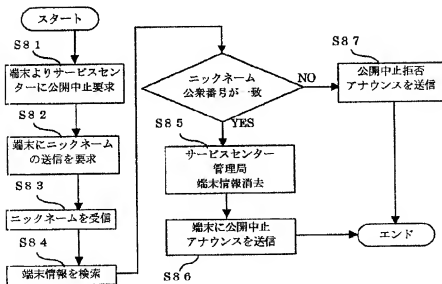 スタート
S81
端末よりサービスセン
ターに公開中止要求
S82
端末にニックネーム
の送信を要求
S83
ニックネームを受信
S84
端末情報を検索
ニックネーム
公衆番号が一致
NO
YES
S85
サービスセンター
管理局
端末情報消去
端末に公開中止
アナウンスを送信
S86
S87
公開中止拒否
アナウンスを送信
エンド